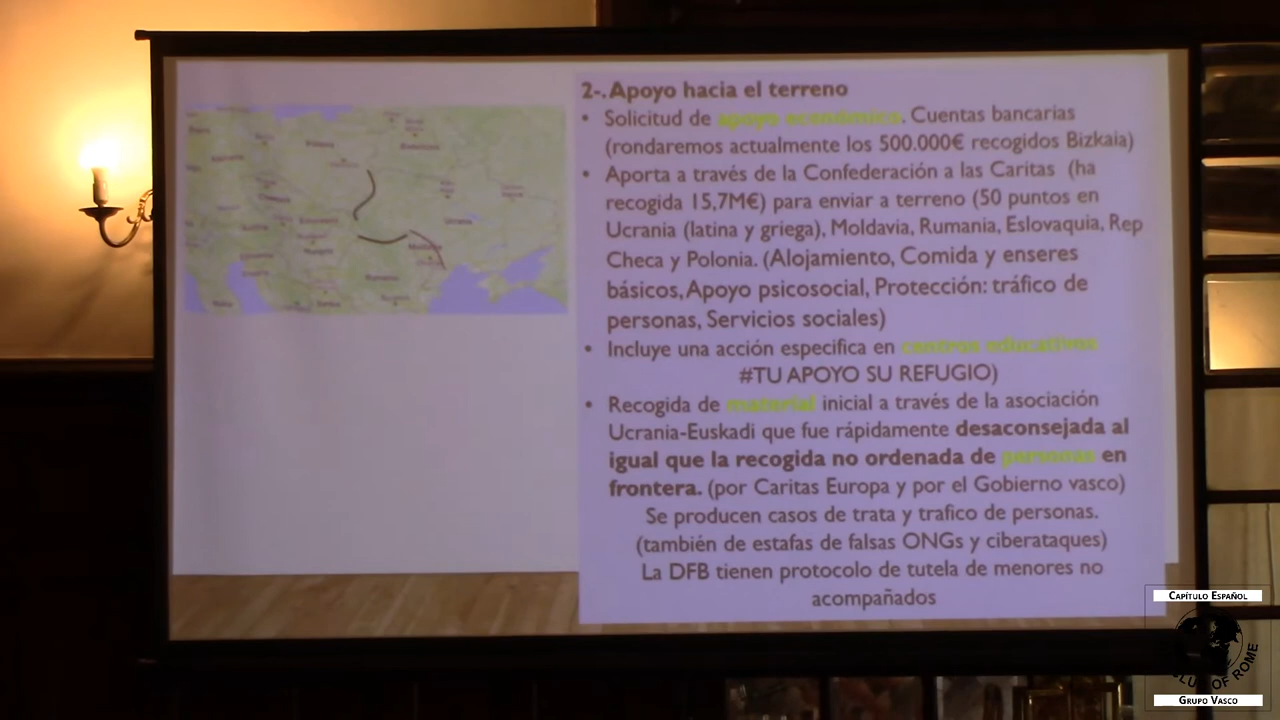 2-. Apoyo hacia el terreno
• Solicitud de apoyo económico. Cuentas bancarias
(rondaremos actualmente los 500.000€ recogidos Bizkaia)
• Aporta a través de la Confederación a las Caritas (ha
recogida 15,7M€) para enviar a terreno (50 puntos en
Ucrania (latina y griega), Moldavia, Rumania, Eslovaquia, Rep
Checa y Polonia. (Alojamiento, Comida y enseres
básicos, Apoyo psicosocial, Protección: tráfico de
personas, Servicios sociales)
• Incluye una acción especifica en centros educativos
#TU APOYO SU REFUGIO)
• Recogida de material inicial a través de la asociación
Ucrania-Euskadi que fue rápidamente desaconsejada al
igual que la recogida no ordenada de personas en
frontera. (por Caritas Europa y por el Gobierno vasco)
Se producen casos de trata y trafico de personas.
(también de estafas de falsas ONGs y ciberataques)
La DFB tienen protocolo de tutela de menores no
acompañados
Capítulo Español
OF ROME
Grupo Vasco